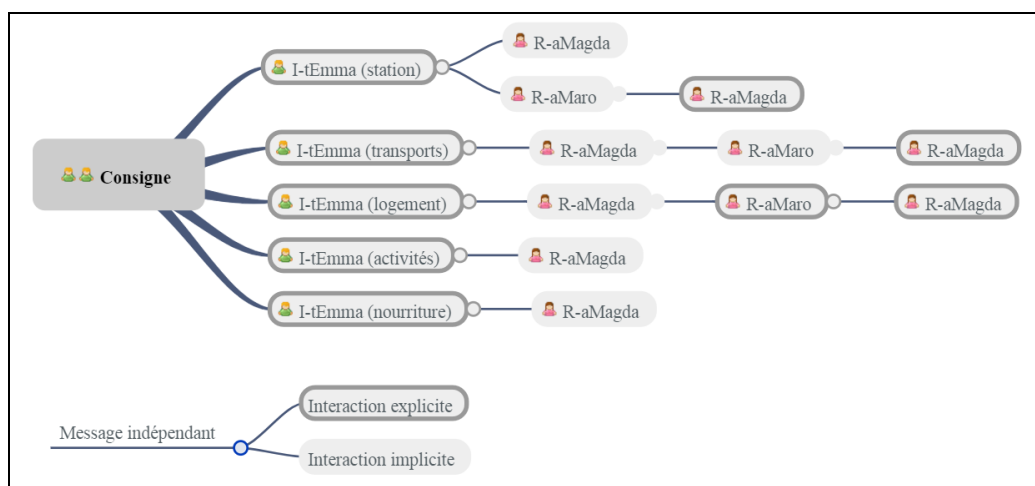 R-aMagda
I-tEmma (station)
R-aMaro
R-aMagda
I-tEmma (transports)
R-aMagda
R-aMaro
R-aMagda
Consigne
I-tEmma (logement)
R-aMagda
R-aMaro
R-aMagda
I-tEmma (activités)
R-aMagda
I-tEmma (nourriture)
R-aMagda
Interaction explicite
Message indépendant
Interaction implicite